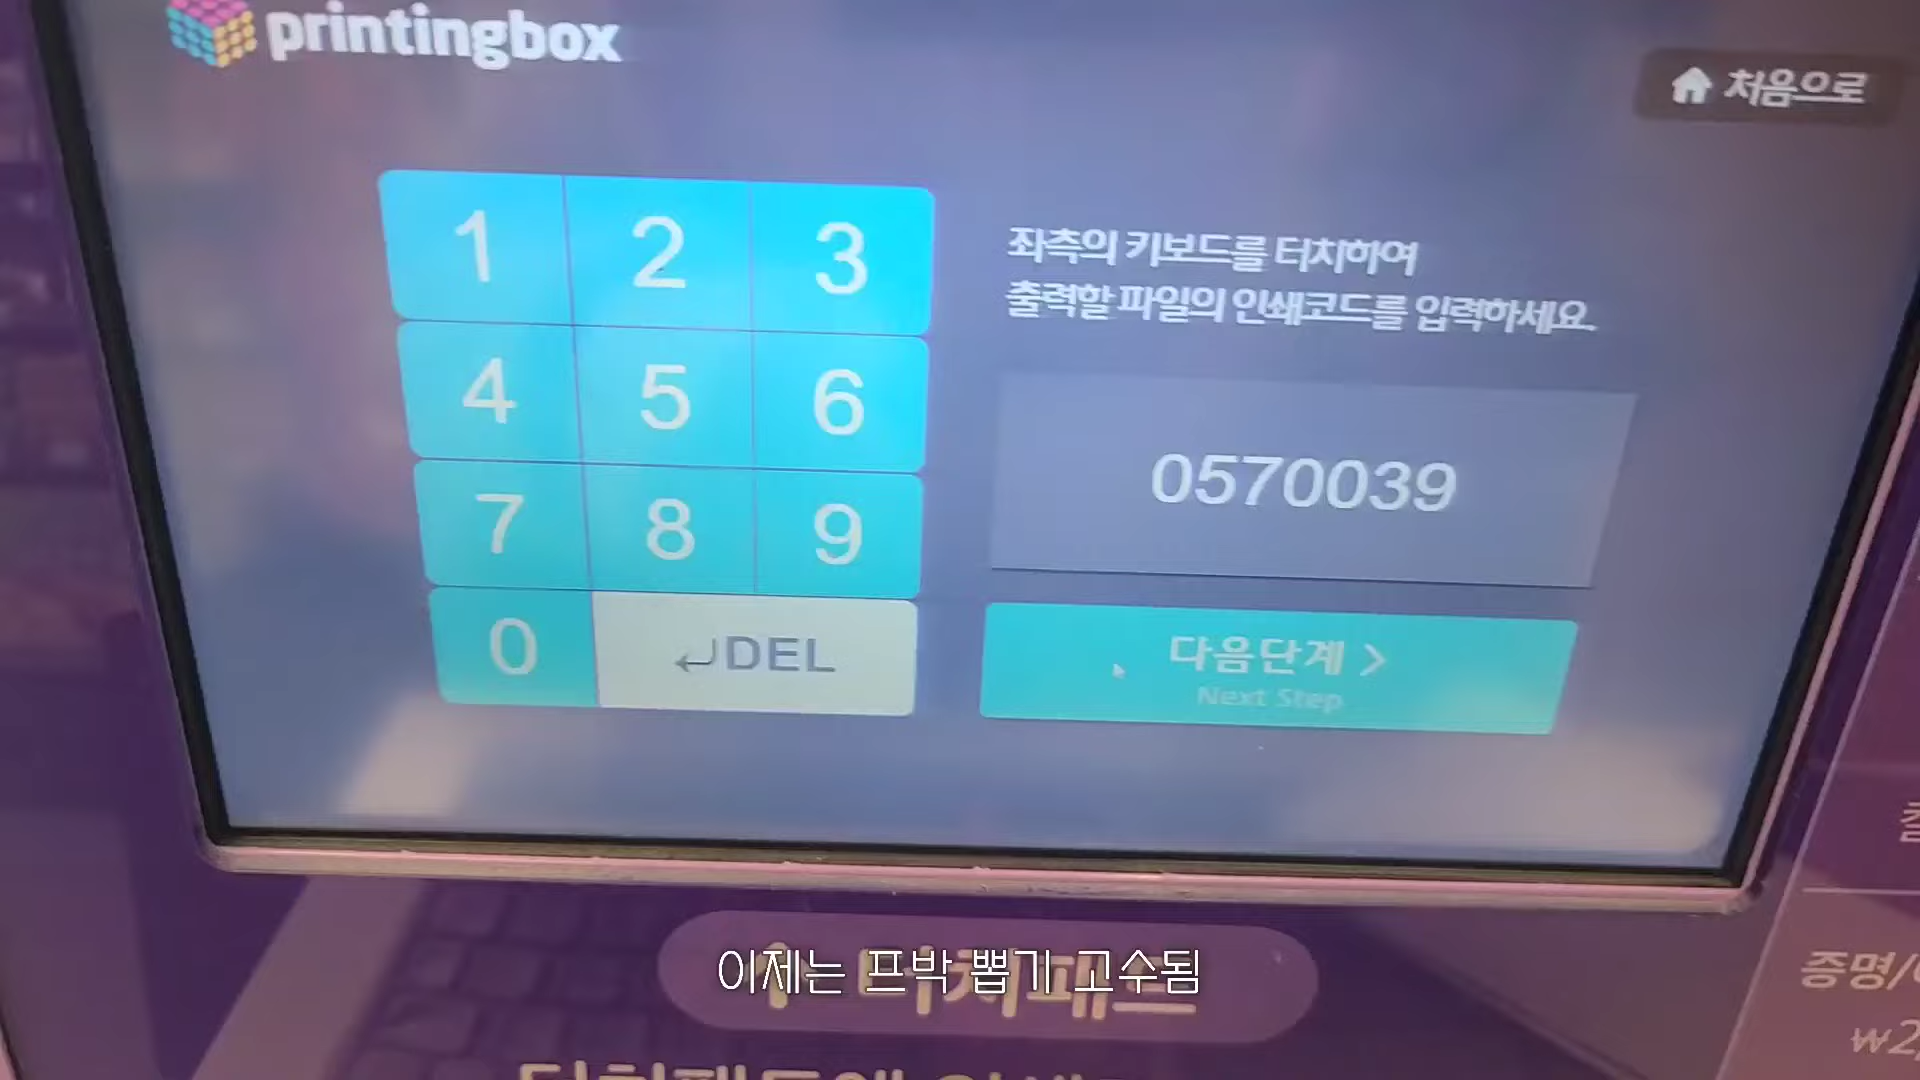 printingbox
처음으로
1 2 3
4 5 6
7 8 9
0 ↵DEL
좌측의 키보드를 터치하여
출력할 파일의 인쇄코드를 입력하세요.
0570039
다음단계 >
Next Step
이제는 프박 뽑기 고수됨
증명/
₩2,